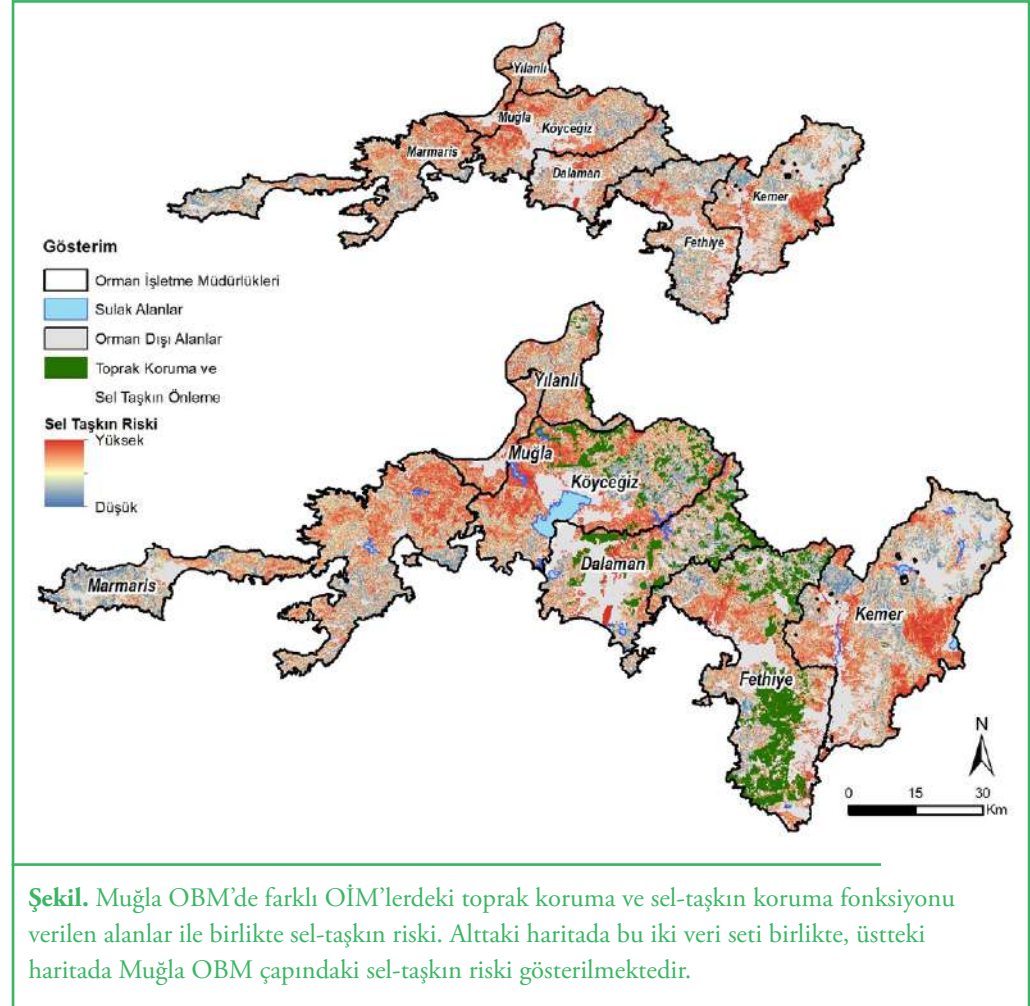 Yılanlı
Muğla
Köyceğiz
Marmaris
Dalaman
Kemer
Fethiye
Gösterim
Orman İşletme Müdürlükleri
Sulak Alanlar
Orman Dışı Alanlar
Toprak Koruma ve
Sel Taşkın Önleme
Sel Taşkın Riski
Yüksek
Düşük
Yılanlı
Muğla
Köyceğiz
Dalaman
Marmaris
Kemer
Fethiye
N
0 15 30
Km
Şekil. Muğla OBM’de farklı OİM’lerdeki toprak koruma ve sel-taşkın koruma fonksiyonu
verilen alanlar ile birlikte sel-taşkın riski. Alttaki haritada bu iki veri seti birlikte, üstteki
haritada Muğla OBM çapındaki sel-taşkın riski gösterilmektedir.